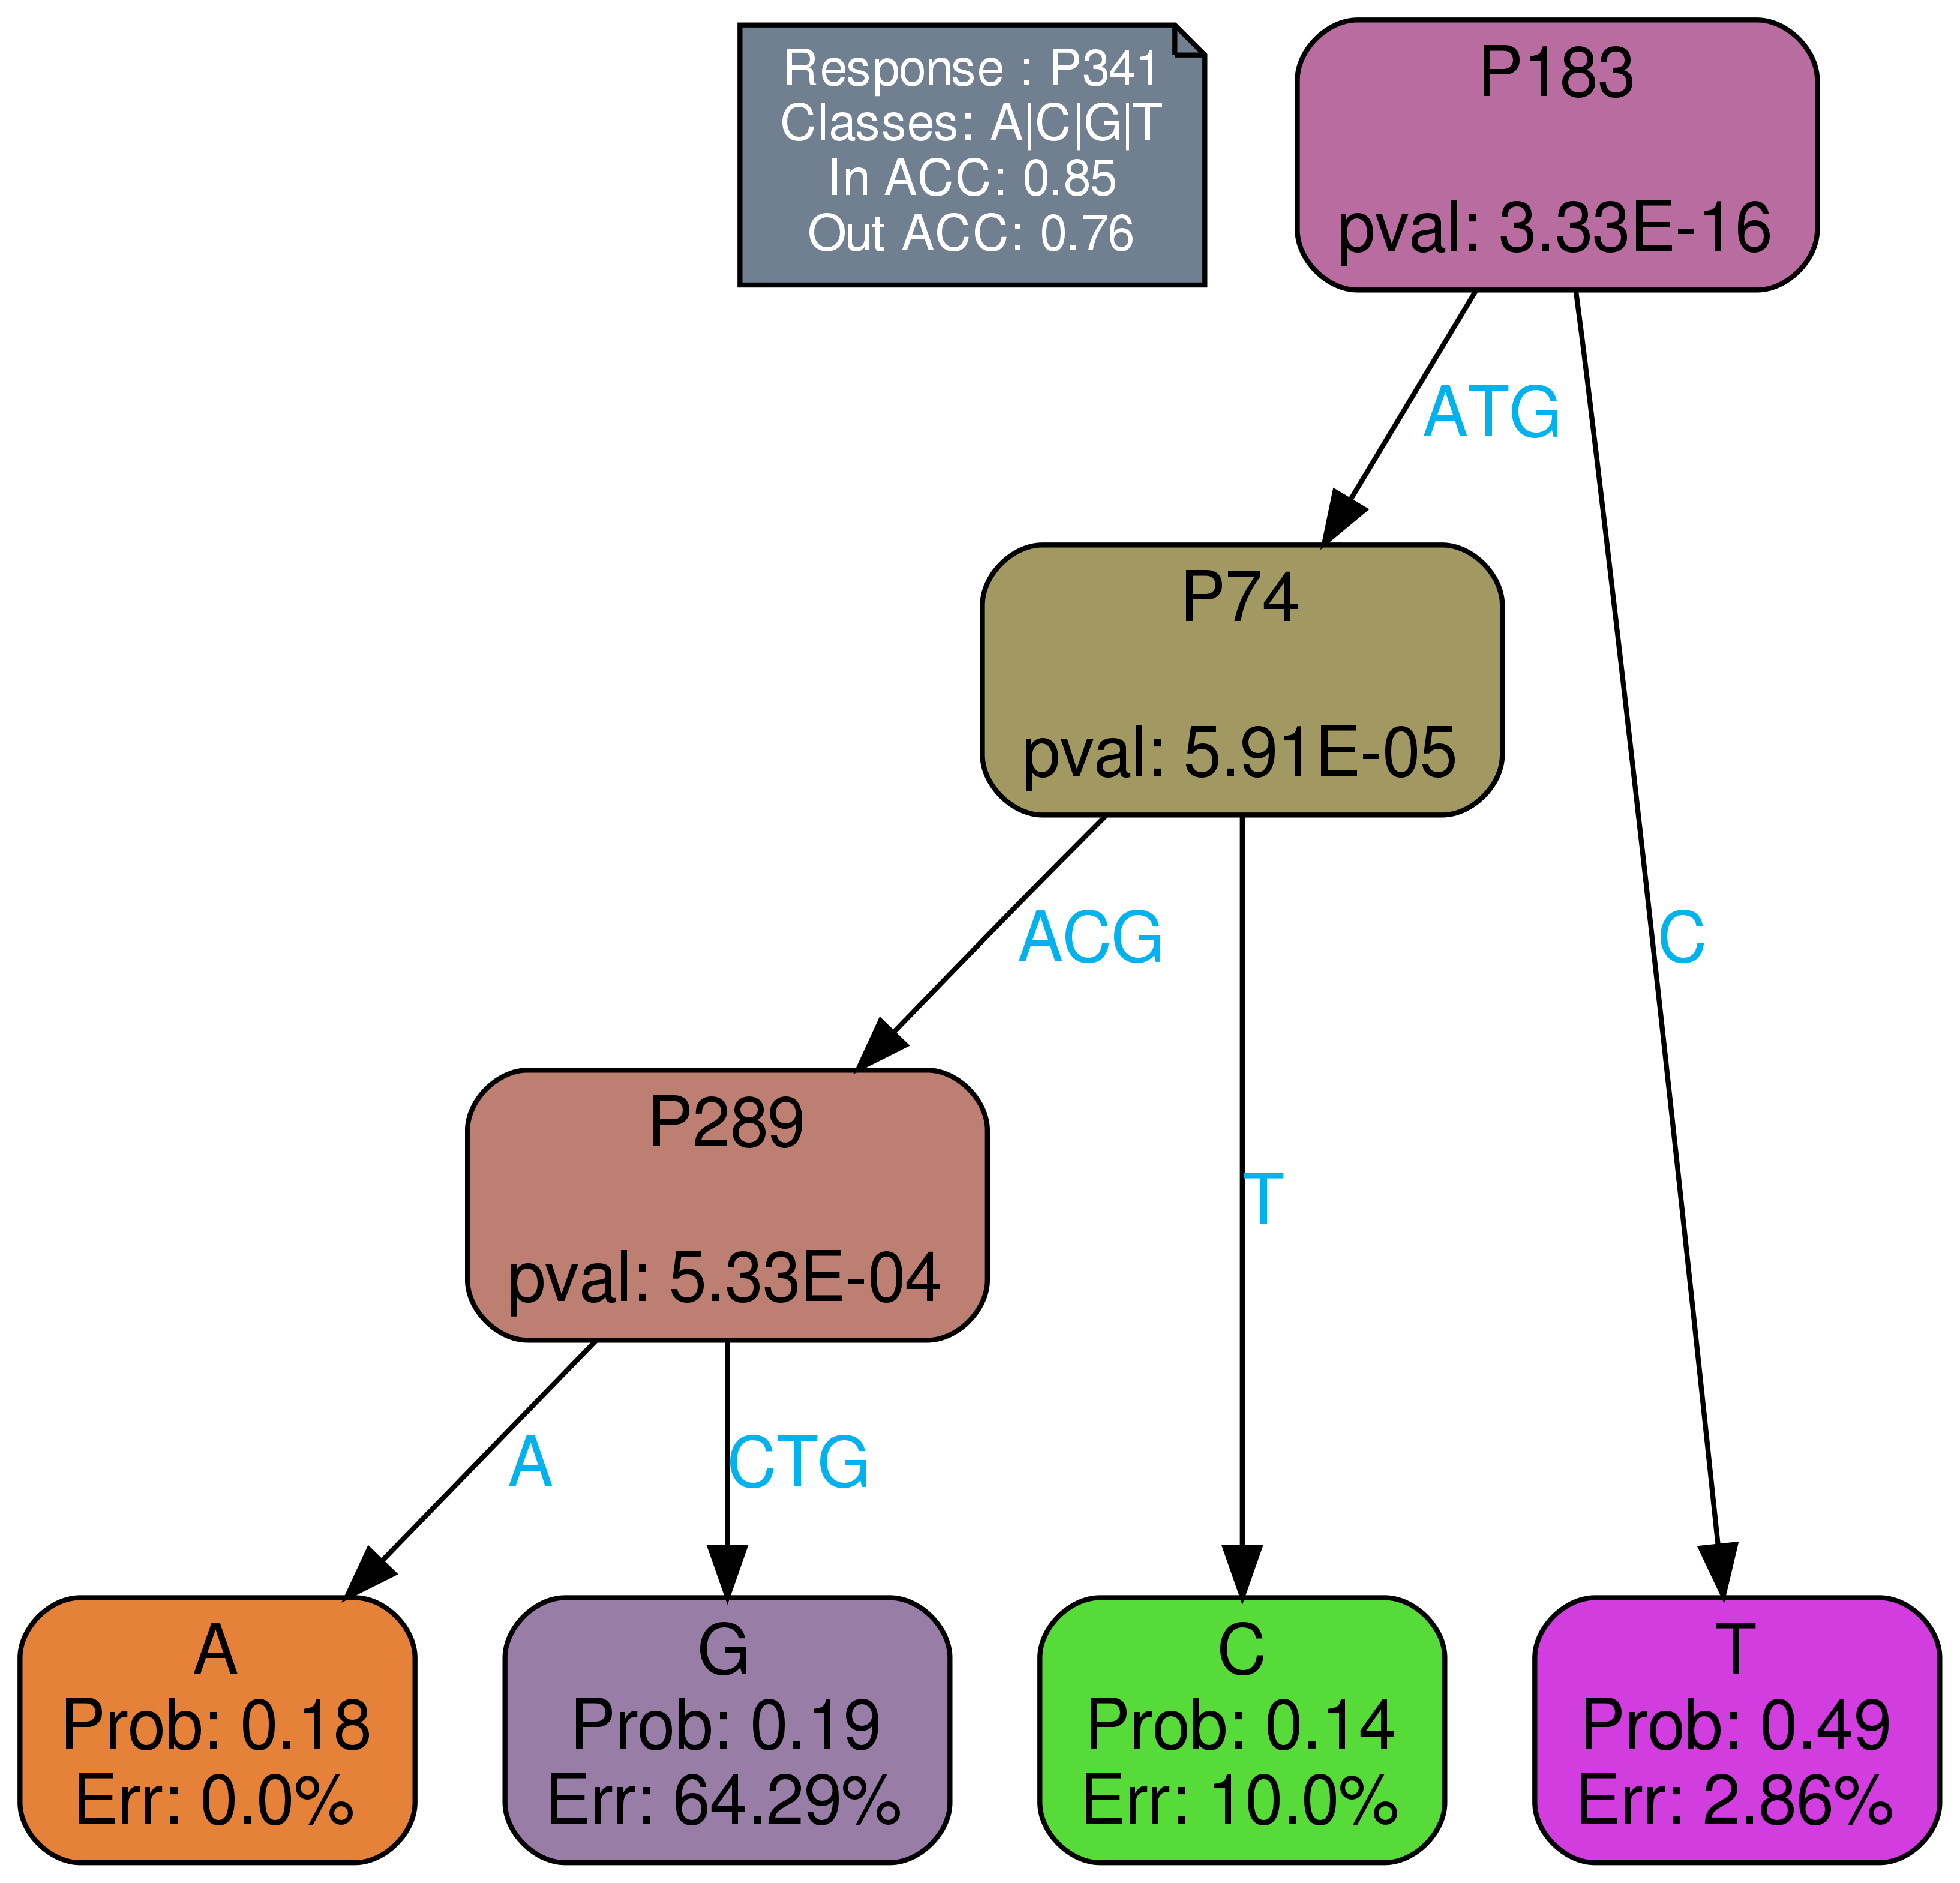 Response : P341
Classes: A|C|G|T
In ACC: 0.85
Out ACC: 0.76
P183
pval: 3.33E-16
ATG
P74
pval: 5.91E-05
ACG
C
P289
pval: 5.33E-04
T
A
CTG
A
Prob: 0.18
Err: 0.0%
G
Prob: 0.19
Err: 64.29%
C
Prob: 0.14
Err: 10.0%
T
Prob: 0.49
Err: 2.86%